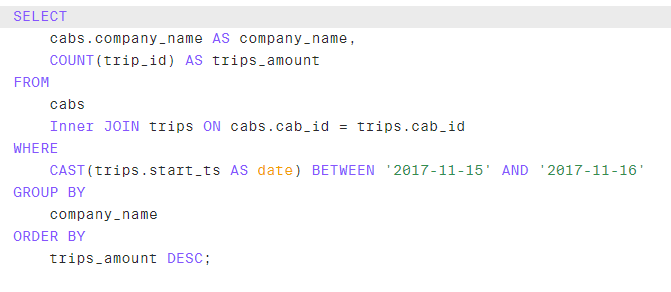 SELECT
cabs.company_name AS company_name,
COUNT(trip_id) AS trips_amount
FROM
cabs
Inner JOIN trips ON cabs.cab_id = trips.cab_id
WHERE
CAST(trips.start_ts AS date) BETWEEN '2017-11-15' AND '2017-11-16'
GROUP BY
company_name
ORDER BY
trips_amount DESC;